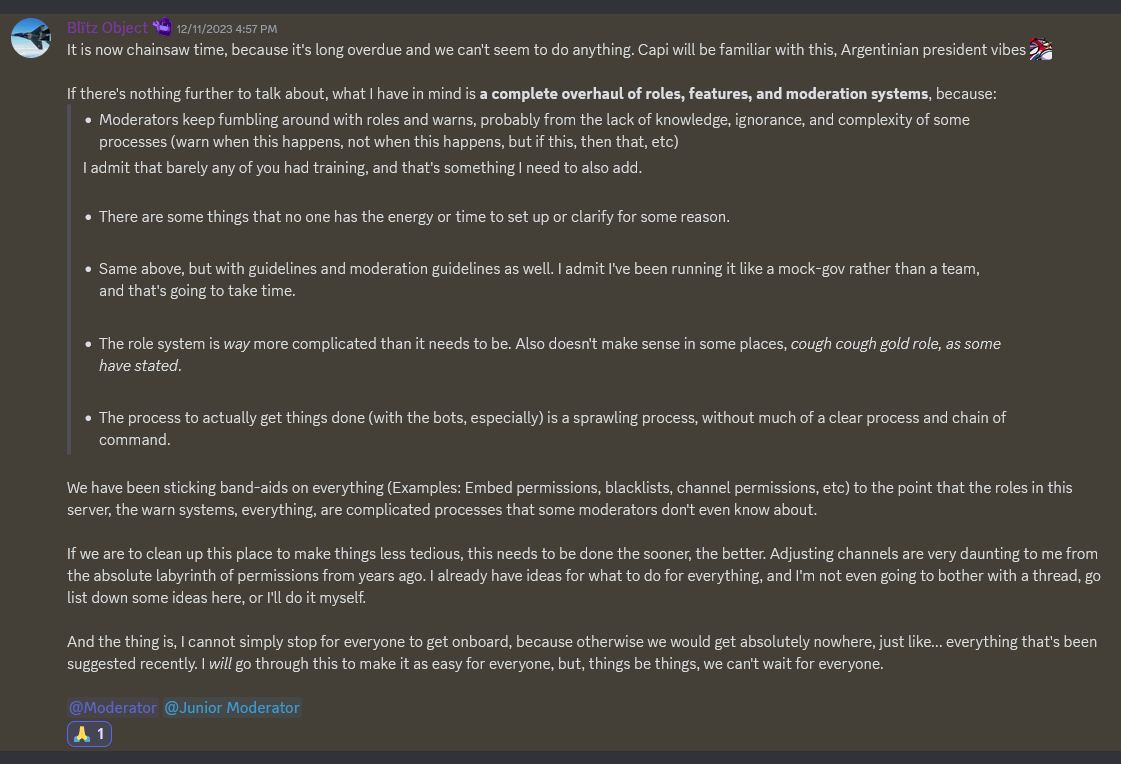 Blïtz Object 12/11/2023 4:57 PM
It is now chainsaw time, because it's long overdue and we can't seem to do anything. Capi will be familiar with this, Argentinian president vibes
If there's nothing further to talk about, what I have in mind is a complete overhaul of roles, features, and moderation systems, because:
• Moderators keep fumbling around with roles and warns, probably from the lack of knowledge, ignorance, and complexity of some
processes (warn when this happens, not when this happens, but if this, then that, etc)
I admit that barely any of you had training, and that's something I need to also add.
• There are some things that no one has the energy or time to set up or clarify for some reason.
• Same above, but with guidelines and moderation guidelines as well. I admit I've been running it like a mock-gov rather than a team,
and that's going to take time.
• The role system is way more complicated than it needs to be. Also doesn't make sense in some places, cough cough gold role, as some
have stated.
• The process to actually get things done (with the bots, especially) is a sprawling process, without much of a clear process and chain of
command.
We have been sticking band-aids on everything (Examples: Embed permissions, blacklists, channel permissions, etc) to the point that the roles in this
server, the warn systems, everything, are complicated processes that some moderators don't even know about.
If we are to clean up this place to make things less tedious, this needs to be done the sooner, the better. Adjusting channels are very daunting to me from
the absolute labyrinth of permissions from years ago. I already have ideas for what to do for everything, and I'm not even going to bother with a thread, go
list down some ideas here, or I'll do it myself.
And the thing is, I cannot simply stop for everyone to get onboard, because otherwise we would get absolutely nowhere, just like... everything that's been
suggested recently. I will go through this to make it as easy for everyone, but, things be things, we can't wait for everyone.
@Moderator @Junior Moderator
1